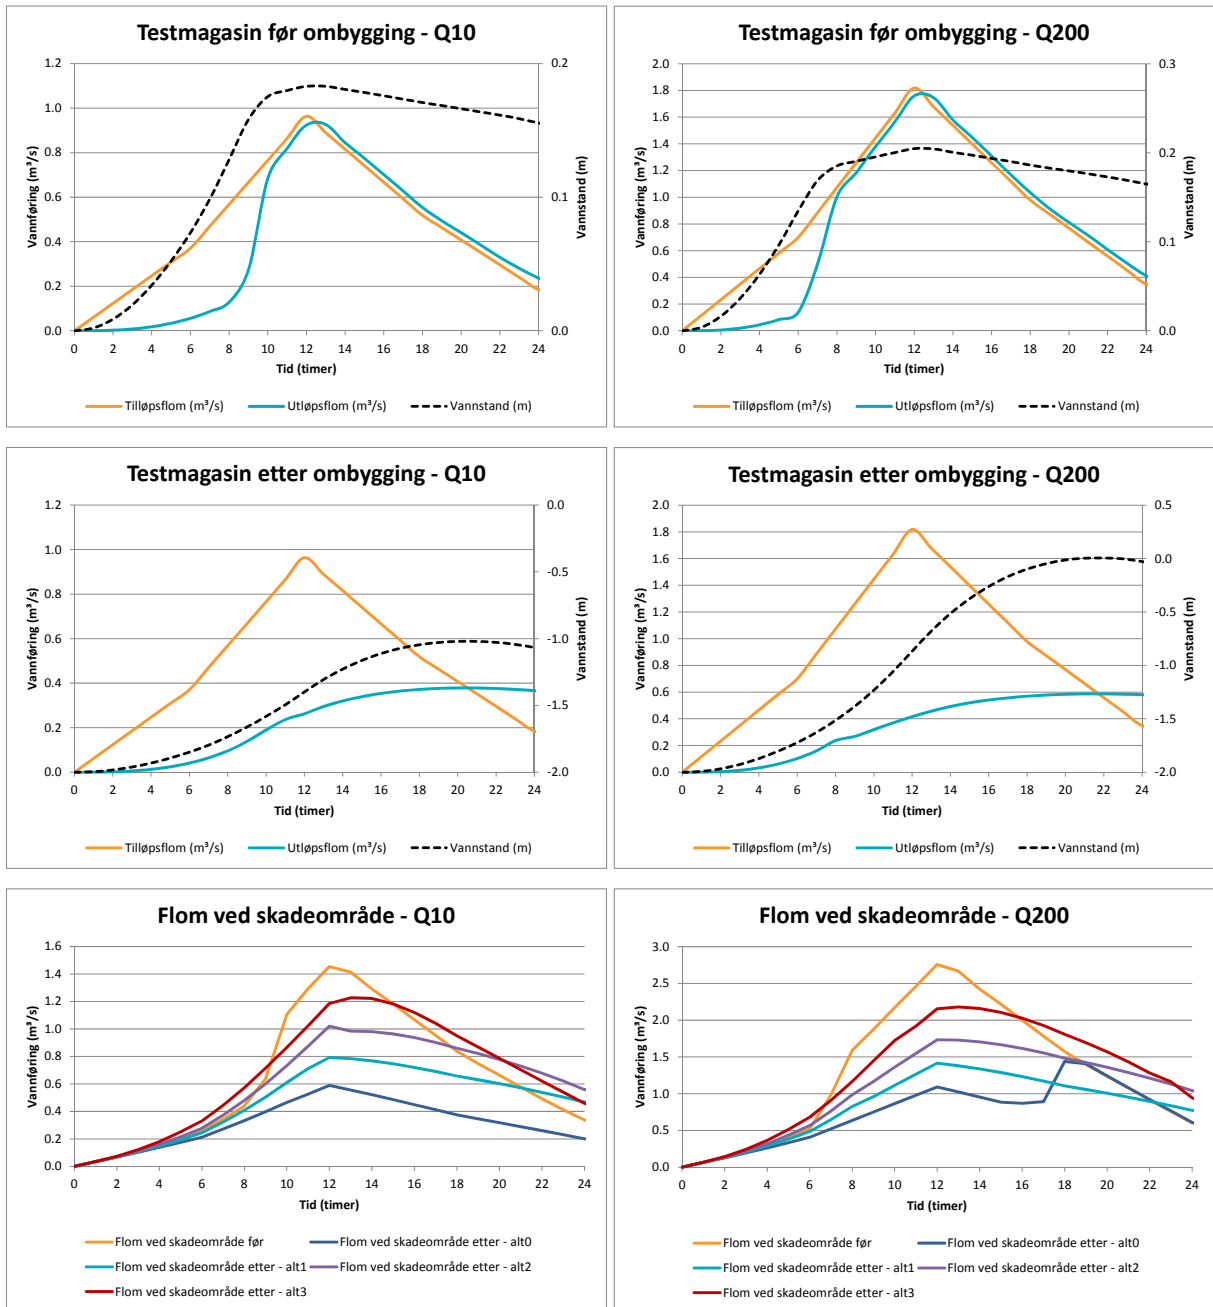 Testmagasin før ombygging - Q10
Vannføring (m³/s)
1.2
1.0
0.8
0.6
0.4
0.2
0.0
0.2
0.1
0.0
Vannstand (m)
0 2 4 6 8 10 12 14 16 18 20 22 24
Tid (timer)
Tilløpsflom (m³/s) Utløpsflom (m³/s) Vannstand (m)
Testmagasin før ombygging - Q200
Vannføring (m³/s)
2.0
1.8
1.6
1.4
1.2
1.0
0.8
0.6
0.4
0.2
0.0
0.3
0.2
0.1
0.0
Vannstand (m)
0 2 4 6 8 10 12 14 16 18 20 22 24
Tid (timer)
Tilløpsflom (m³/s) Utløpsflom (m³/s) Vannstand (m)
Testmagasin etter ombygging - Q10
Vannføring (m³/s)
1.2
1.0
0.8
0.6
0.4
0.2
0.0
0.0
-0.5
-1.0
-1.5
-2.0
Vannstand (m)
0 2 4 6 8 10 12 14 16 18 20 22 24
Tid (timer)
Tilløpsflom (m³/s) Utløpsflom (m³/s) Vannstand (m)
Testmagasin etter ombygging - Q200
Vannføring (m³/s)
2.0
1.8
1.6
1.4
1.2
1.0
0.8
0.6
0.4
0.2
0.0
0.5
0.0
-0.5
-1.0
-1.5
-2.0
Vannstand (m)
0 2 4 6 8 10 12 14 16 18 20 22 24
Tid (timer)
Tilløpsflom (m³/s) Utløpsflom (m³/s) Vannstand (m)
Flom ved skadeområde - Q10
Vannføring (m³/s)
1.6
1.4
1.2
1.0
0.8
0.6
0.4
0.2
0.0
0 2 4 6 8 10 12 14 16 18 20 22 24
Tid (timer)
Flom ved skadeområde før Flom ved skadeområde etter - alt0
Flom ved skadeområde etter - alt1 Flom ved skadeområde etter - alt2
Flom ved skadeområde etter - alt3
Flom ved skadeområde - Q200
Vannføring (m³/s)
3.0
2.5
2.0
1.5
1.0
0.5
0.0
0 2 4 6 8 10 12 14 16 18 20 22 24
Tid (timer)
Flom ved skadeområde før Flom ved skadeområde etter - alt0
Flom ved skadeområde etter - alt1 Flom ved skadeområde etter - alt2
Flom ved skadeområde etter - alt3